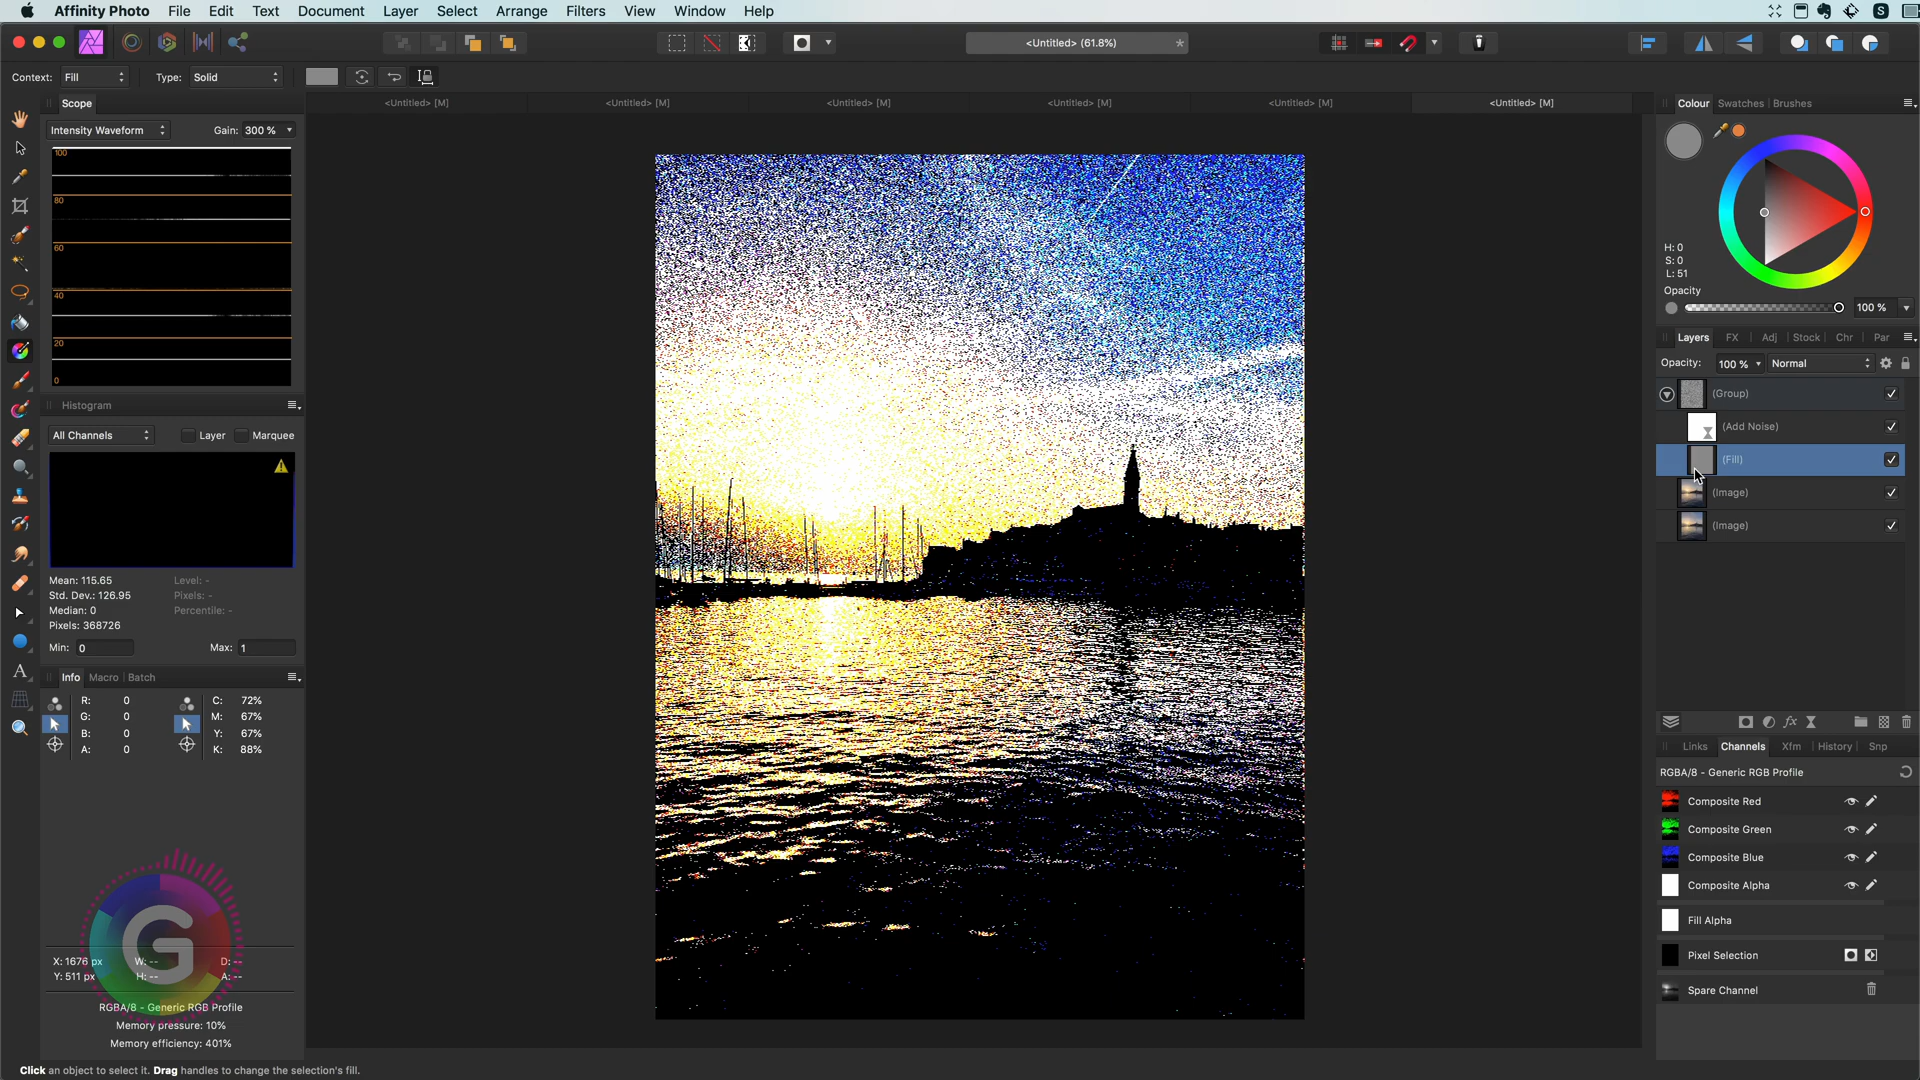 Affinity Photo File Edit Text Document Layer Select Arrange Filters View Window Help
<Untitled> (61.8%)
Context: Fill Type: Solid
Scope
<Untitled> [M] <Untitled> [M] <Untitled> [M] <Untitled> [M] <Untitled> [M] <Untitled> [M]
Colour Swatches Brushes
Intensity Waveform Gain: 300 %
100
80
60
40
20
0
H: 0
S: 0
L: 51
Opacity
100 %
Layers FX Adj Stock Chr Par
Opacity: 100 % Normal
(Group)
(Add Noise)
(Fill)
(Image)
(Image)
Histogram
All Channels Layer Marquee
Mean: 115.65 Level: -
Std. Dev.: 126.95 Pixels: -
Median: 0 Percentile: -
Pixels: 368726
Min: 0 Max: 1
Info Macro Batch
R: 0 C: 72%
G: 0 M: 67%
B: 0 Y: 67%
A: 0 K: 88%
Links Channels Xfm History Snp
RGBA/8 - Generic RGB Profile
Composite Red
Composite Green
Composite Blue
Composite Alpha
Fill Alpha
Pixel Selection
Spare Channel
G
X: 1676 px W: -- D: --
Y: 511 px H: -- A: --
RGBA/8 - Generic RGB Profile
Memory pressure: 10%
Memory efficiency: 401%
Click an object to select it. Drag handles to change the selection's fill.